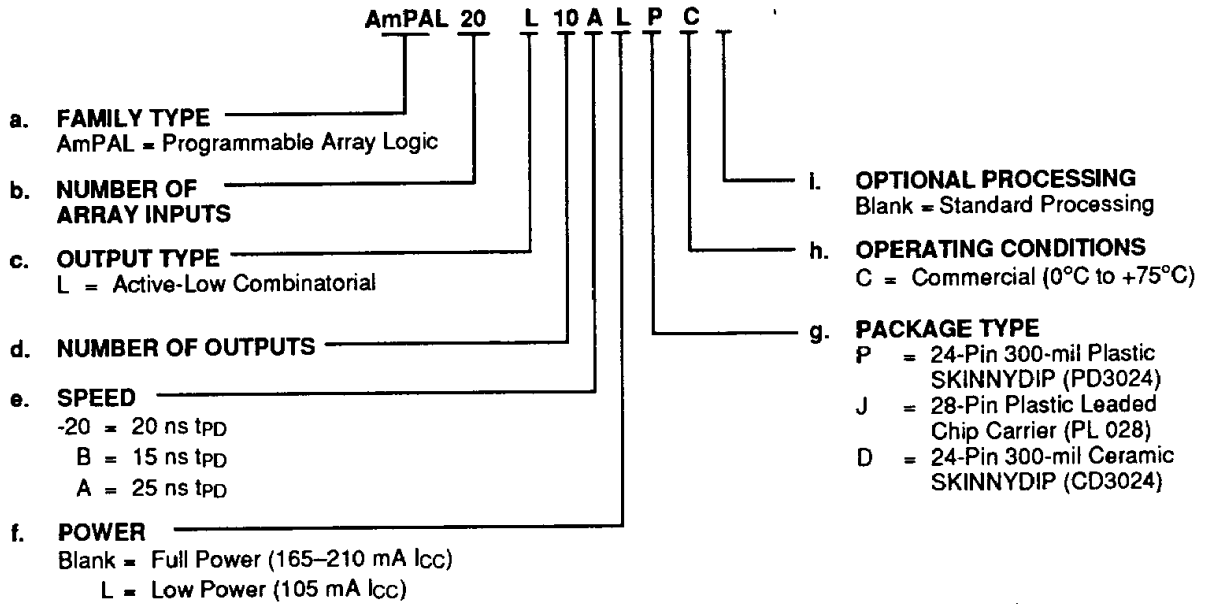 AmPAL 20 L 10 A L P C
a. FAMILY TYPE
AmPAL = Programmable Array Logic
b. NUMBER OF
ARRAY INPUTS
c. OUTPUT TYPE
L = Active-Low Combinatorial
d. NUMBER OF OUTPUTS
e. SPEED
-20 = 20 ns tPD
B = 15 ns tPD
A = 25 ns tPD
f. POWER
Blank = Full Power (165–210 mA ICC)
L = Low Power (105 mA ICC)
i. OPTIONAL PROCESSING
Blank = Standard Processing
h. OPERATING CONDITIONS
C = Commercial (0°C to +75°C)
g. PACKAGE TYPE
P = 24-Pin 300-mil Plastic
SKINNYDIP (PD3024)
J = 28-Pin Plastic Leaded
Chip Carrier (PL 028)
D = 24-Pin 300-mil Ceramic
SKINNYDIP (CD3024)